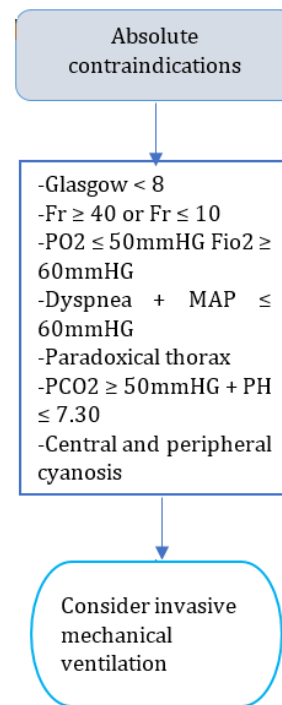 Absolute
contraindications
-Glasgow < 8
-Fr ≥ 40 or Fr ≤ 10
-PO2 ≤ 50mmHG Fio2 ≥
60mmHG
-Dyspnea + MAP ≤
60mmHG
-Paradoxical thorax
-PCO2 ≥ 50mmHG + PH
≤ 7.30
-Central and peripheral
cyanosis
Consider invasive
mechanical
ventilation